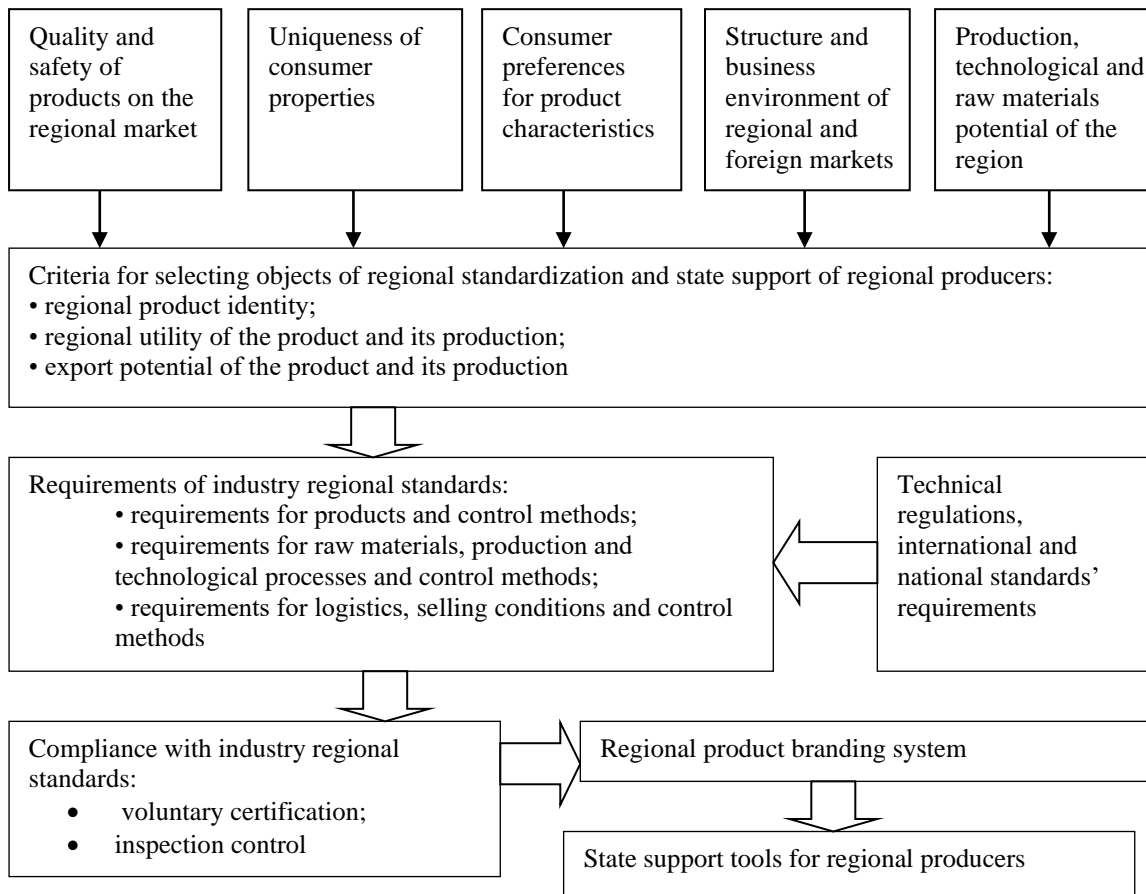 Quality and
safety of
products on the
regional market
Uniqueness of
consumer
properties
Consumer
preferences
for product
characteristics
Structure and
business
environment of
regional and
foreign markets
Production,
technological and
raw materials
potential of the
region
Criteria for selecting objects of regional standardization and state support of regional producers:
• regional product identity;
• regional utility of the product and its production;
• export potential of the product and its production
Requirements of industry regional standards:
• requirements for products and control methods;
• requirements for raw materials, production and
technological processes and control methods;
• requirements for logistics, selling conditions and control
methods
Technical
regulations,
international and
national standards’
requirements
Compliance with industry regional
standards:
• voluntary certification;
• inspection control
Regional product branding system
State support tools for regional producers